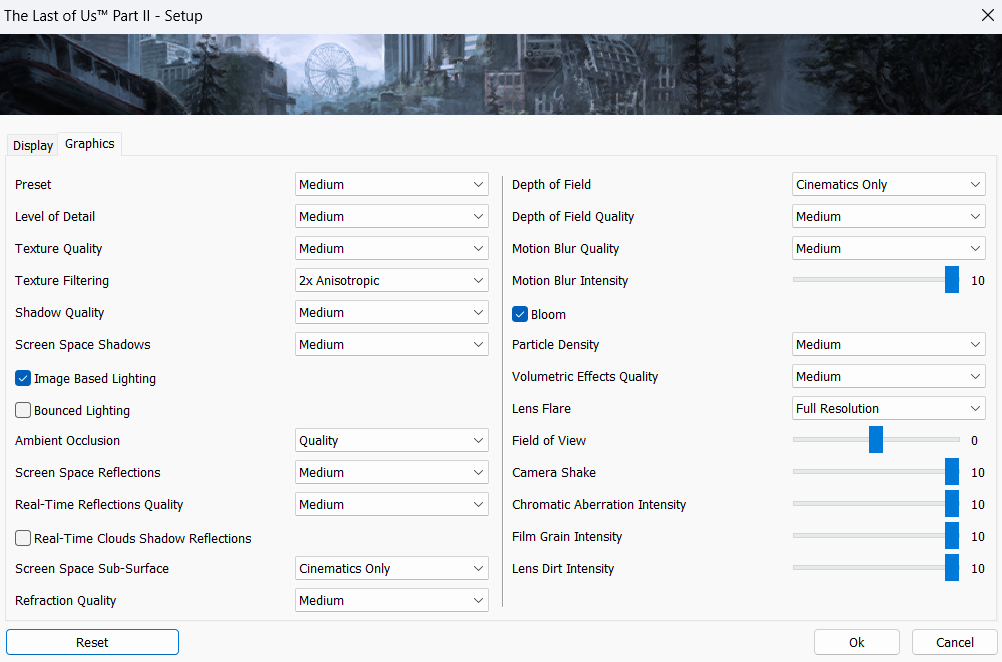 The Last of Us™ Part II - Setup
Display
Graphics
Preset
Medium
Level of Detail
Medium
Texture Quality
Medium
Texture Filtering
2x Anisotropic
Shadow Quality
Medium
Screen Space Shadows
Medium
Image Based Lighting
Bounced Lighting
Ambient Occlusion
Quality
Screen Space Reflections
Medium
Real-Time Reflections Quality
Medium
Real-Time Clouds Shadow Reflections
Screen Space Sub-Surface
Cinematics Only
Refraction Quality
Medium
Depth of Field
Cinematics Only
Depth of Field Quality
Medium
Motion Blur Quality
Medium
Motion Blur Intensity
10
Bloom
Particle Density
Medium
Volumetric Effects Quality
Medium
Lens Flare
Full Resolution
Field of View
0
Camera Shake
10
Chromatic Aberration Intensity
10
Film Grain Intensity
10
Lens Dirt Intensity
10
Reset
Ok
Cancel